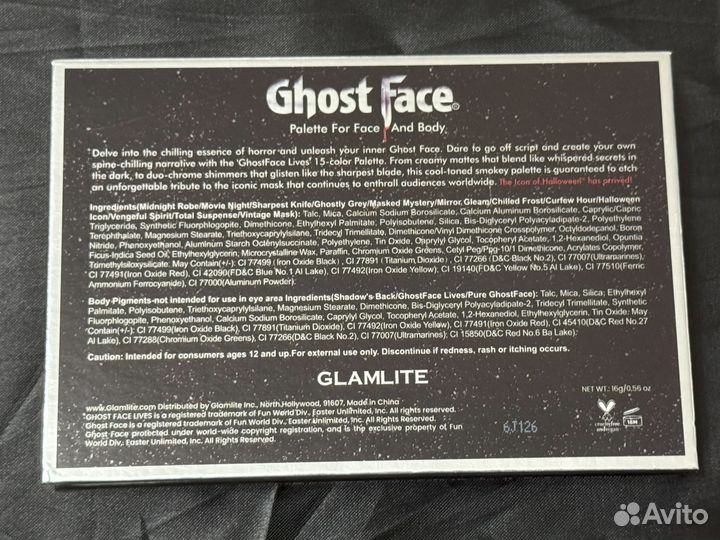 Ghost Face®
Palette For Face And Body
Delve into the chilling essence of horror and unleash your inner Ghost Face. Dare to go off script and create your own
spine-chilling narrative with the 'GhostFace Lives' 15-color Palette. From creamy mattes that blend like whispered secrets in
the dark, to duo-chrome shimmers that glisten like the sharpest blade, this cool-toned smokey palette is guaranteed to etch
an unforgettable tribute to the iconic mask that continues to enthrall audiences worldwide. The Icon of Halloween™ has arrived!
Ingredients(Midnight Robe/Movie Night/Sharpest Knife/Ghostly Grey/Masked Mystery/Mirror Gleam/Chilled Frost/Curfew Hour/Halloween
Icon/Vengeful Spirit/Total Suspense/Vintage Mask): Talc, Mica, Calcium Sodium Borosilicate, Calcium Aluminum Borosilicate, Caprylic/Capric
Triglyceride, Synthetic Fluorphlogopite, Dimethicone, Ethylhexyl Palmitate, Polyisobutene, Silica, Bis-Diglyceryl Polyacyladipate-2, Polyethylene
Terephthalate, Magnesium Stearate, Triethoxycaprylylsilane, Tridecyl Trimellitate, Dimethicone/Vinyl Dimethicone Crosspolymer, Octyldodecanol, Boron
Nitride, Phenoxyethanol, Aluminum Starch Octenylsuccinate, Polyethylene, Tin Oxide, Caprylyl Glycol, Tocopheryl Acetate, 1,2-Hexanediol, Opuntia
Ficus-Indica Seed Oil, Ethylhexylglycerin, Microcrystalline Wax, Paraffin, Chromium Oxide Greens, Cetyl Peg/Ppg-10/1 Dimethicone, Acrylates Copolymer,
Trimethylsiloxysilicate, May Contain(+/-): CI 77499 (Iron Oxide Black), CI 77891 (Titanium Dioxide), CI 77266 (D&C Black No.2), CI 77007(Ultramarines),
CI 77491(Iron Oxide Red), CI 42090(FD&C Blue No.1 Al Lake), CI 77492(Iron Oxide Yellow), CI 19140(FD&C Yellow No.5 Al Lake), CI 77510(Ferric
Ammonium Ferrocyanide), CI 77000(Aluminum Powder).
Body-Pigments-not intended for use in eye area Ingredients(Shadow's Back/GhostFace Lives/Pure GhostFace): Talc, Mica, Silica, Ethylhexyl
Palmitate, Polyisobutene, Triethoxycaprylylsilane, Magnesium Stearate, Dimethicone, Bis-Diglyceryl Polyacyladipate-2, Tridecyl Trimellitate, Synthetic
Fluorphlogopite, Phenoxyethanol, Calcium Sodium Borosilicate, Caprylyl Glycol, Tocopheryl Acetate, 1,2-Hexanediol, Ethylhexylglycerin, Tin Oxide: May
Contain(+/-): CI 77499(Iron Oxide Black), CI 77891(Titanium Dioxide), CI 77492(Iron Oxide Yellow), CI 77491(Iron Oxide Red), CI 45410(D&C Red No.27
Al Lake), CI 77288(Chromium Oxide Greens), CI 77266(D&C Black No.2), CI 77007(Ultramarines), CI 15850(D&C Red No.6 Ba Lake).
Caution: Intended for consumers ages 12 and up.For external use only. Discontinue if redness, rash or itching occurs.
GLAMLITE
NET WT.: 16g/0.56 oz
www.Glamlite.com Distributed by Glamlite Inc., North Hollywood, 91607, Made in China
GHOST FACE LIVES is a registered trademark of Fun World Div., Easter Unlimited, Inc. All rights reserved.
Ghost Face is a registered trademark of Fun World Div., Easter Unlimited, Inc. All rights reserved.
Ghost Face protected under world-wide copyright registration, and is the exclusive property of Fun
World Div., Easter Unlimited, Inc. All rights reserved.
6J126
cruelty free
and vegan
18M
Avito